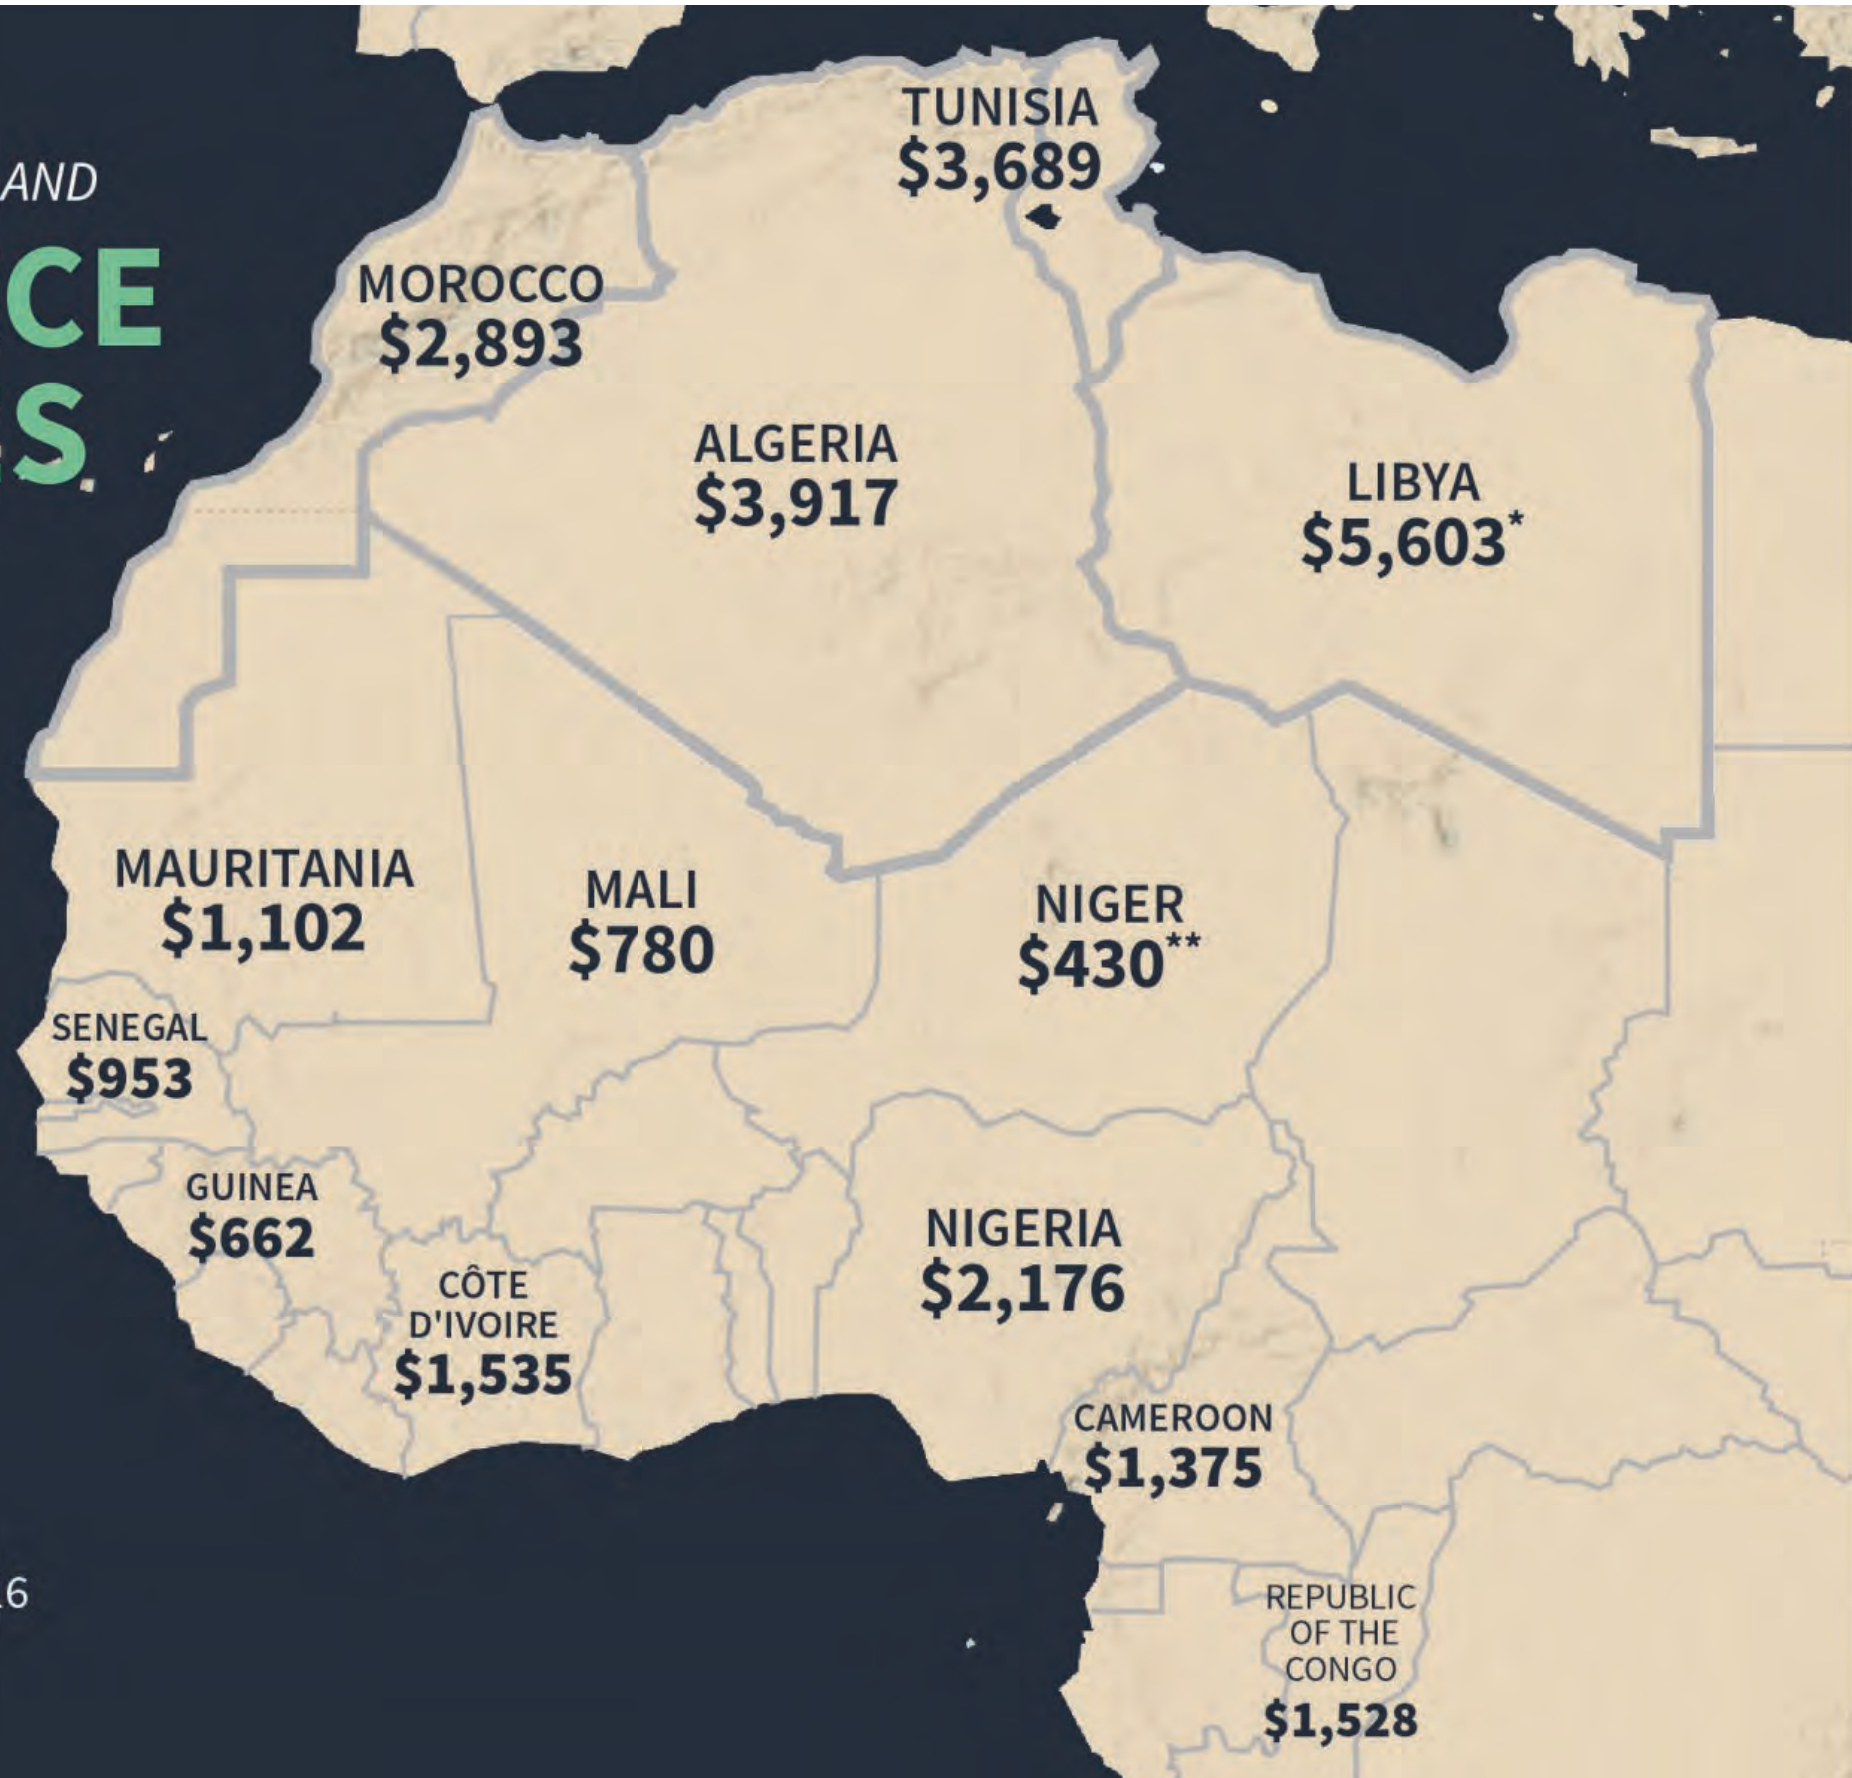 AND
CE
S
TUNISIA
$3,689
MOROCCO
$2,893
ALGERIA
$3,917
LIBYA
$5,603*
MAURITANIA
$1,102
MALI
$780
NIGER
$430**
SENEGAL
$953
GUINEA
$662
CÔTE
D'IVOIRE
$1,535
NIGERIA
$2,176
CAMEROON
$1,375
REPUBLIC
OF THE
CONGO
$1,528
6